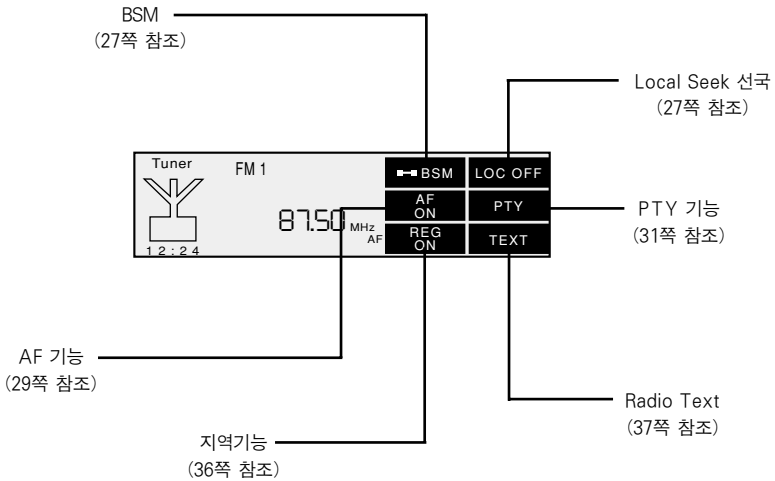 BSM
(27쪽 참조)
Local Seek 선국
(27쪽 참조)
Tuner
FM 1
BSM
LOC OFF
AF
ON
PTY
87.50 MHz
AF
REG
ON
TEXT
12:24
PTY 기능
(31쪽 참조)
AF 기능
(29쪽 참조)
Radio Text
(37쪽 참조)
지역기능
(36쪽 참조)